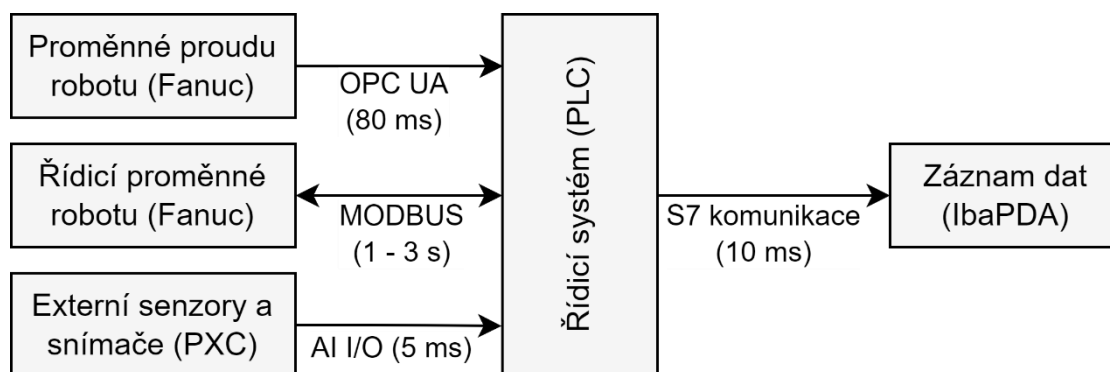 Proměnné proudu
robotu (Fanuc)
OPC UA
(80 ms)
Řídicí proměnné
robotu (Fanuc)
MODBUS
(1 - 3 s)
Externí senzory a
snímače (PXC)
AI I/O (5 ms)
Řídicí systém (PLC)
S7 komunikace
(10 ms)
Záznam dat
(IbaPDA)